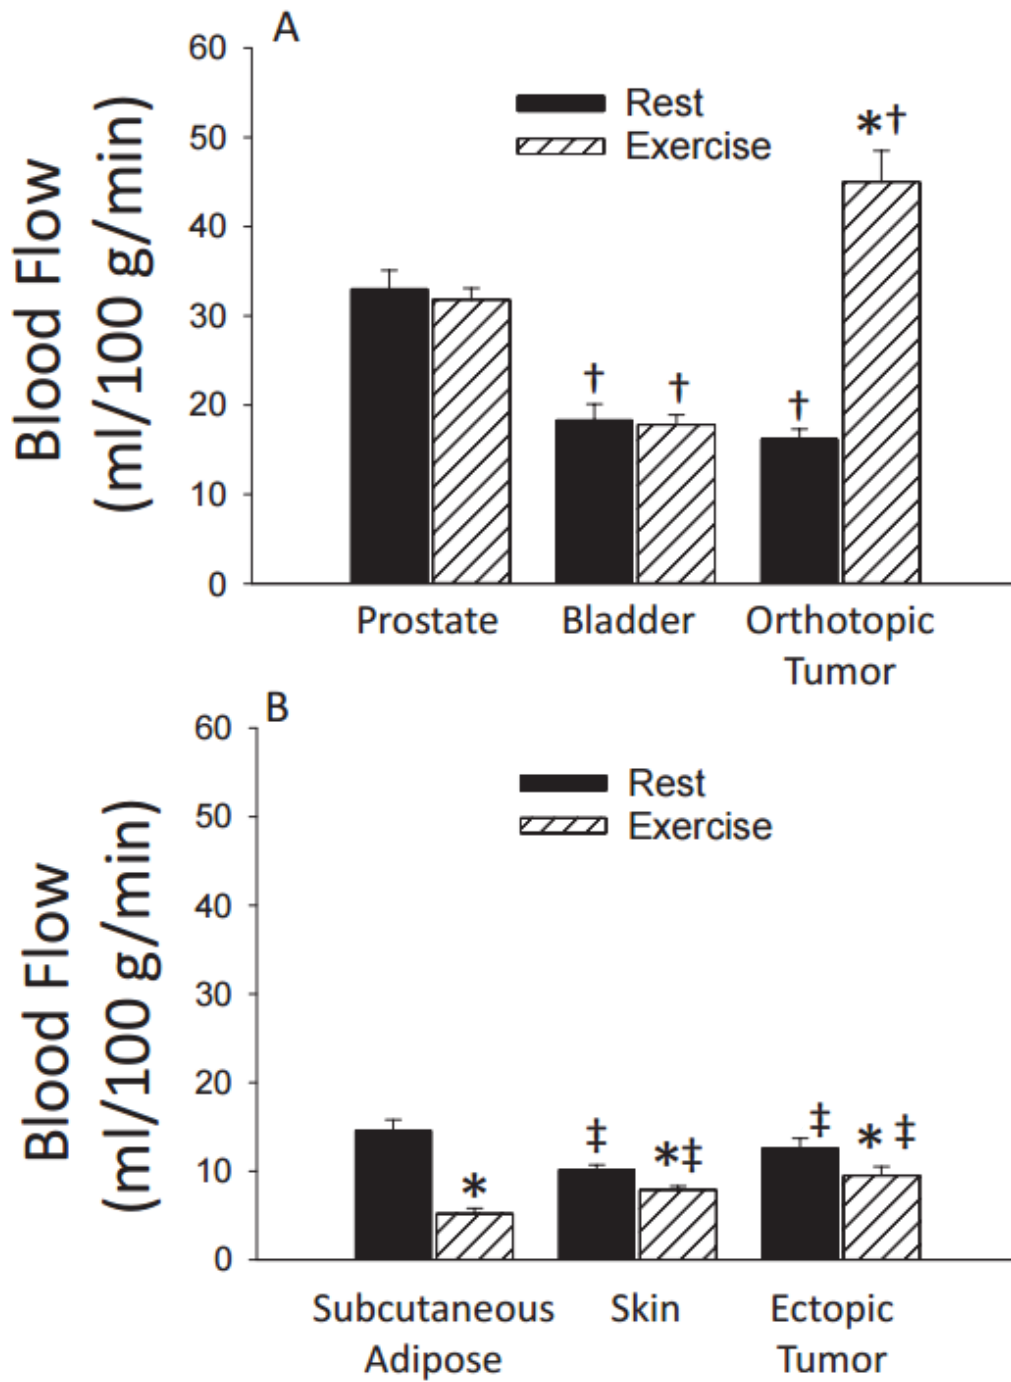 A
60
50
40
30
20
10
0
Blood Flow
(ml/100 g/min)
Rest
Exercise
*†
†
†
†
Prostate
Bladder
Orthotopic
Tumor
B
60
50
40
30
20
10
0
Blood Flow
(ml/100 g/min)
Rest
Exercise
*
‡
*‡
‡
* ‡
Subcutaneous
Adipose
Skin
Ectopic
Tumor